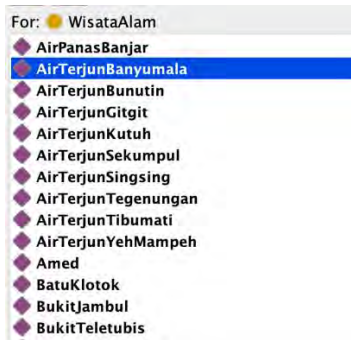 For: WisataAlam
AirPanasBanjar
AirTerjunBanyumala
AirTerjunBunutin
AirTerjunGitgit
AirTerjunKutuh
AirTerjunSekumpul
AirTerjunSingsing
AirTerjunTegenungan
AirTerjunTibumati
AirTerjunYehMampeh
Amed
BatuKlotok
BukitJambul
BukitTeletubis